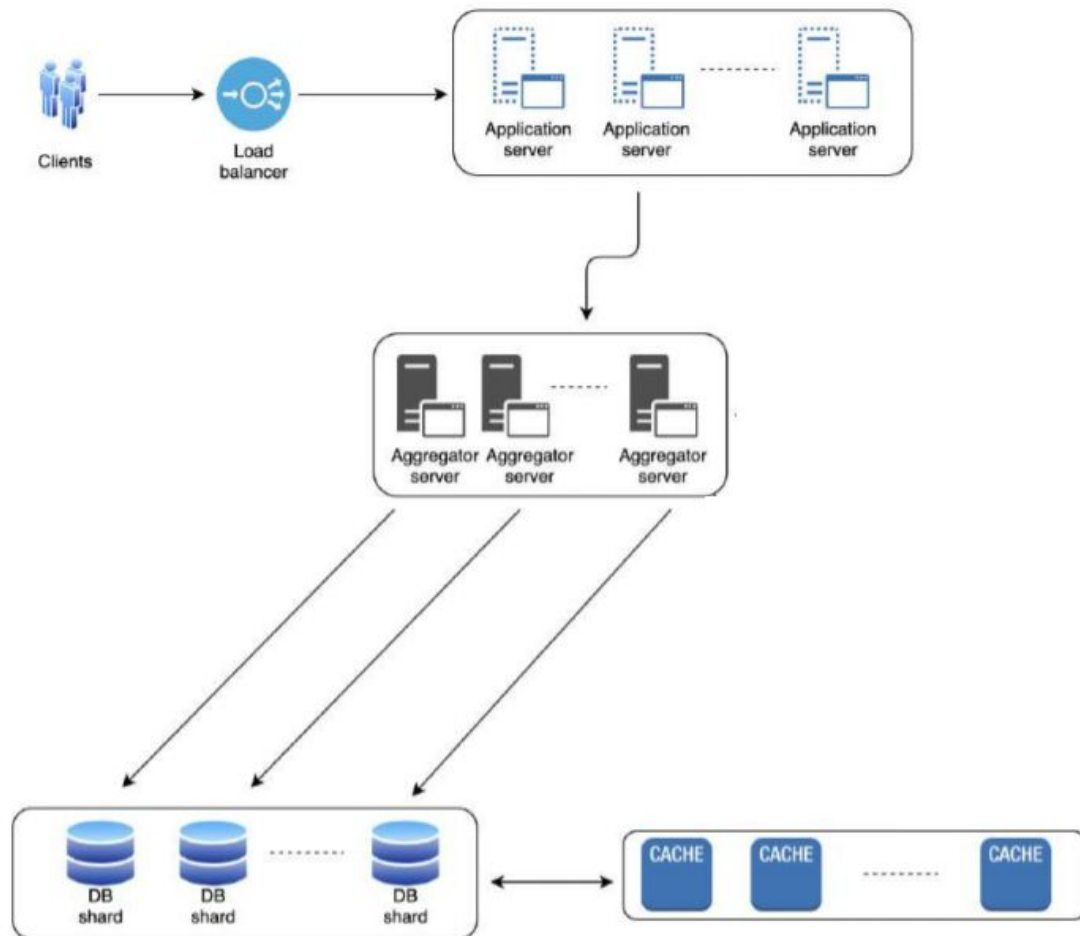 Clients
Load
balancer
Application
server
Application
server
Application
server
Aggregator
server
Aggregator
server
Aggregator
server
DB
shard
DB
shard
DB
shard
CACHE
CACHE
CACHE